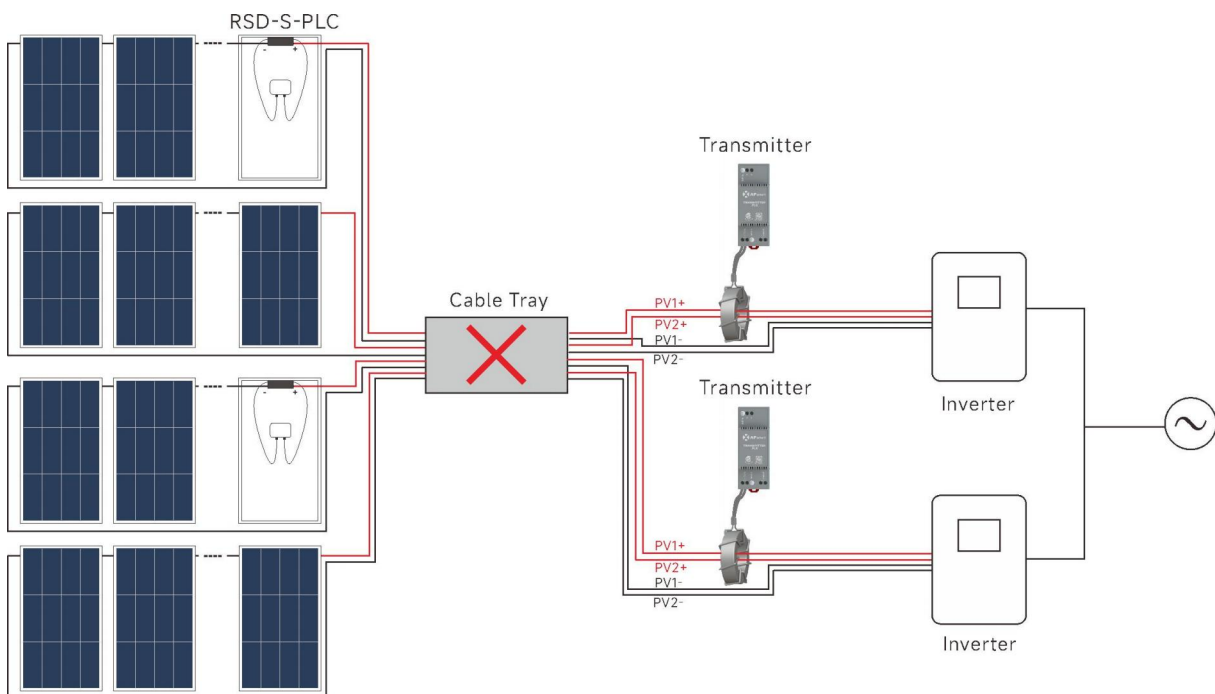 RSD-S-PLC
- +
Transmitter
Cable Tray
PV1+
PV2+
PV1-
PV2-
Inverter
- +
Transmitter
PV1+
PV2+
PV1-
PV2-
Inverter